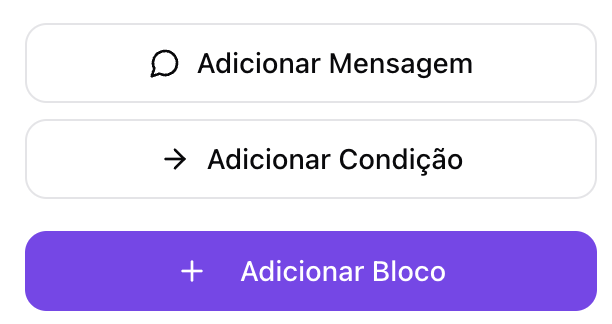 Adicionar Mensagem
Adicionar Condição
Adicionar Bloco